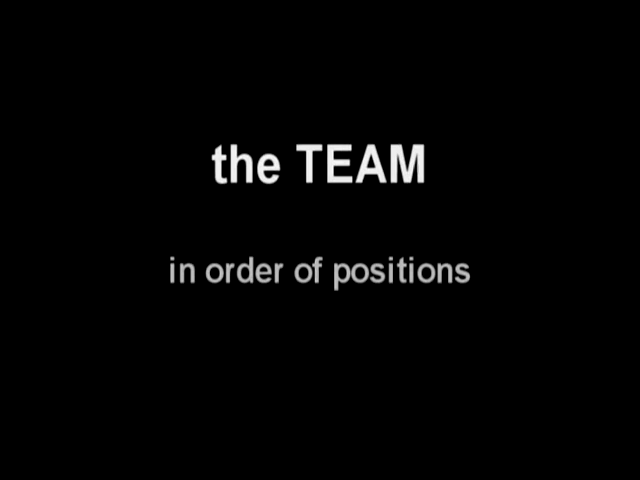 the TEAM
in order of positions